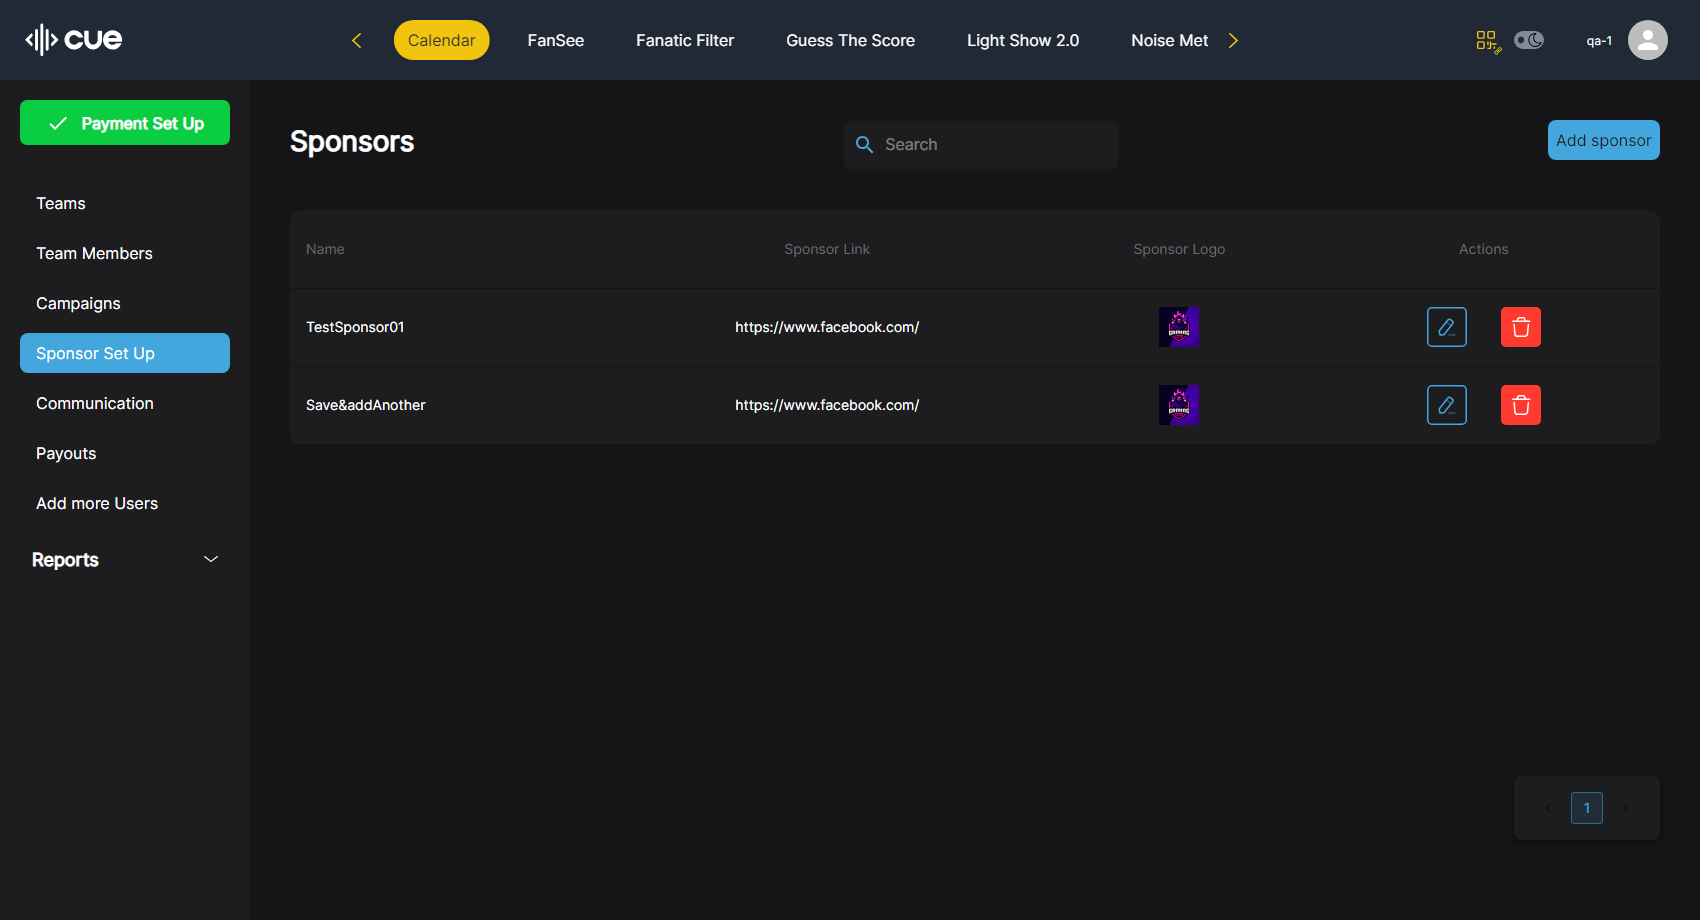 cue
Calendar
FanSee
Fanatic Filter
Guess The Score
Light Show 2.0
Noise Met
qa-1
Payment Set Up
Teams
Team Members
Campaigns
Sponsor Set Up
Communication
Payouts
Add more Users
Reports
Sponsors
Search
Add sponsor
Name
Sponsor Link
Sponsor Logo
Actions
TestSponsor01
https://www.facebook.com/
GAMING
Save&addAnother
https://www.facebook.com/
GAMING
1